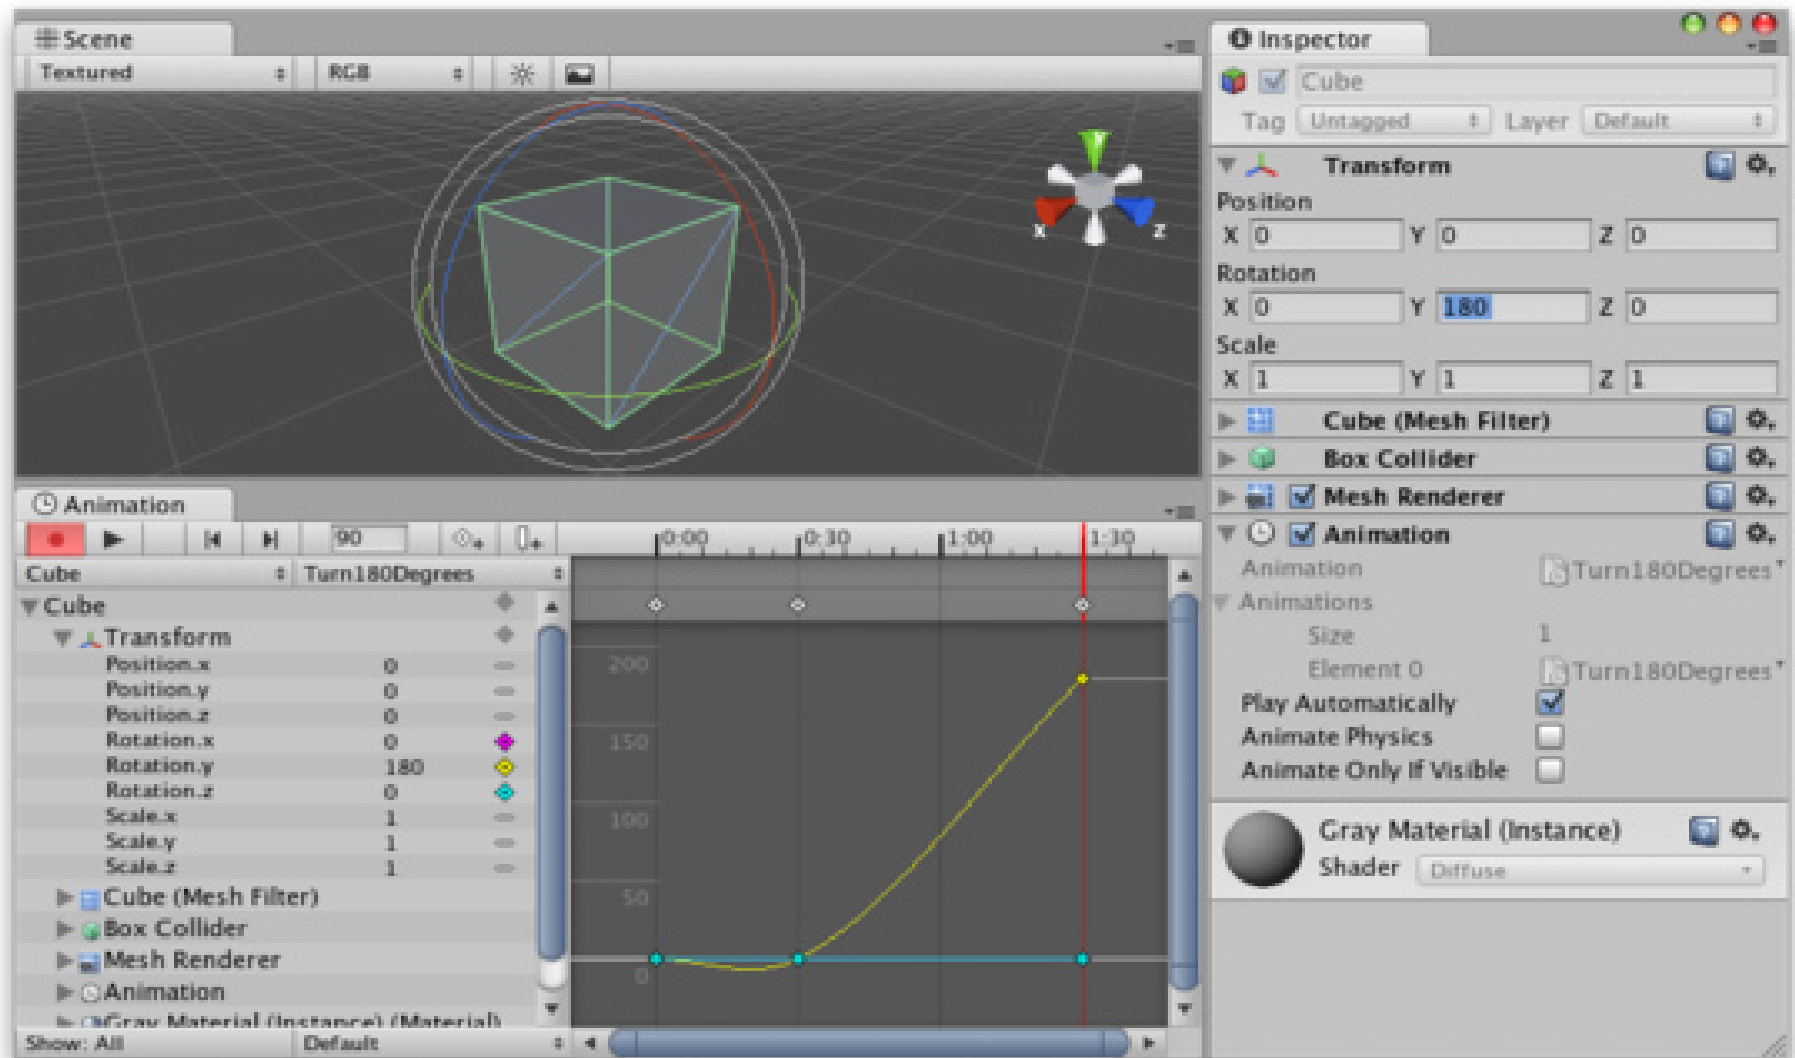 Scene
Textured RGB
X Z
Inspector
Cube
Tag Untagged Layer Default
Transform
Position
X 0 Y 0 Z 0
Rotation
X 0 Y 180 Z 0
Scale
X 1 Y 1 Z 1
Cube (Mesh Filter)
Box Collider
Mesh Renderer
Animation
Animation Turn180Degrees
Animations
Size 1
Element 0 Turn180Degrees
Play Automatically
Animate Physics
Animate Only If Visible
Gray Material (Instance)
Shader Diffuse
Animation
90 0:00 0:30 1:00 1:30
Cube Turn180Degrees
Cube
Transform
Position.x 0
Position.y 0
Position.z 0
Rotation.x 0
Rotation.y 180
Rotation.z 0
Scale.x 1
Scale.y 1
Scale.z 1
Cube (Mesh Filter)
Box Collider
Mesh Renderer
Animation
Gray Material (Instance) (Material)
Show: All Default
200
150
100
50
0